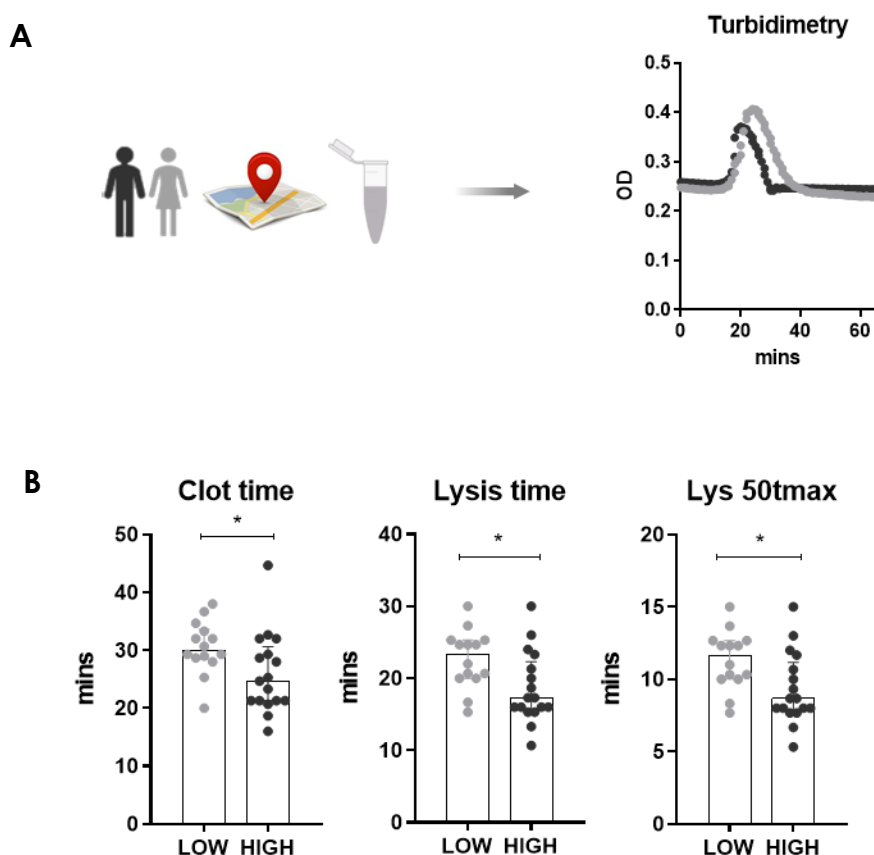 A
Turbidimetry
0.5
0.4
0.3
0.2
0.1
0.0
OD
0 20 40 60
mins
B
Clot time
*
50
40
30
20
10
0
mins
LOW HIGH
Lysis time
*
40
30
20
10
0
mins
LOW HIGH
Lys 50tmax
*
20
15
10
5
0
mins
LOW HIGH